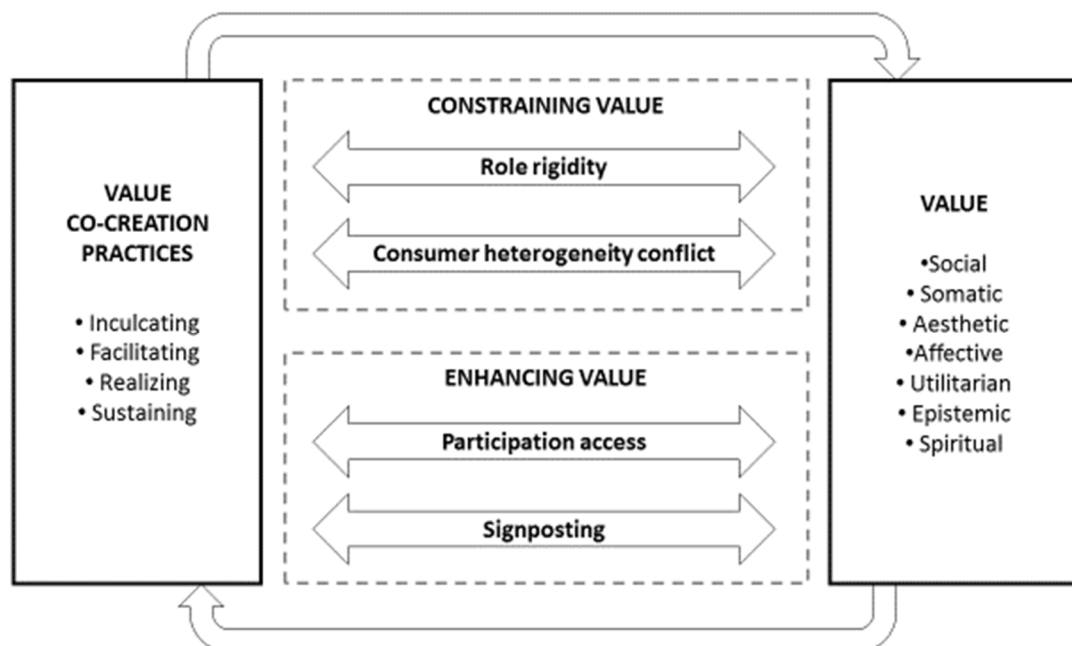 VALUE
CO-CREATION
PRACTICES
• Inculcating
• Facilitating
• Realizing
• Sustaining
CONSTRAINING VALUE
Role rigidity
Consumer heterogeneity conflict
ENHANCING VALUE
Participation access
Signposting
VALUE
•Social
• Somatic
• Aesthetic
•Affective
• Utilitarian
• Epistemic
• Spiritual